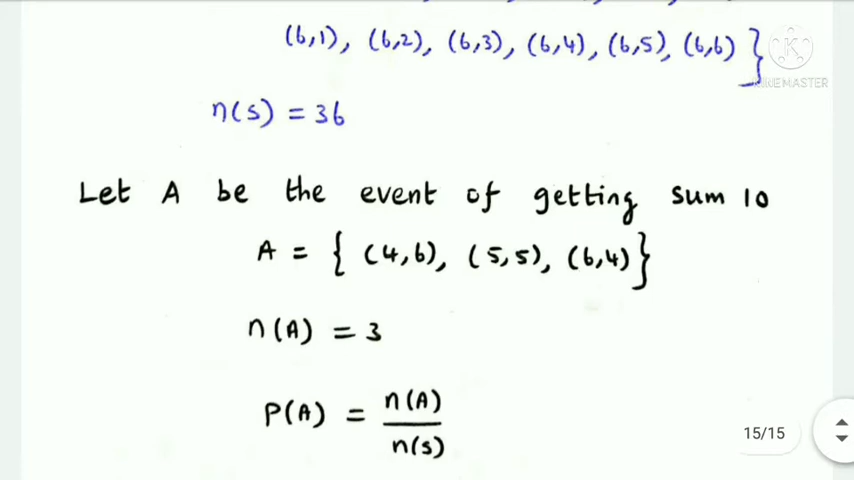 (6,1), (6,2), (6,3), (6,4), (6,5), (6,6) }
KINEMASTER
n(s) = 36
Let A be the event of getting sum 10
A = { (4,6), (5,5), (6,4) }
n(A) = 3
P(A) = n(A) / n(s)
15/15